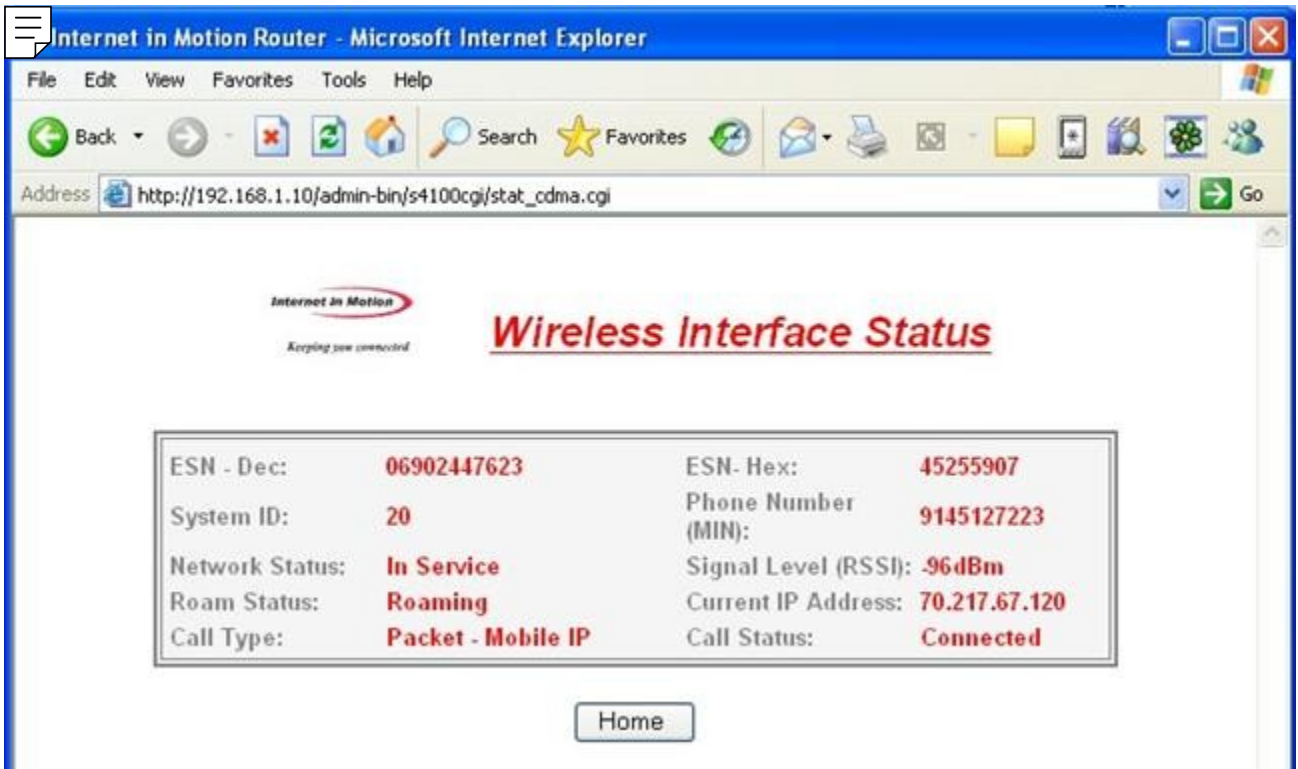 Internet in Motion Router - Microsoft Internet Explorer
File Edit View Favorites Tools Help
Back Search Favorites
Address http://192.168.1.10/admin-bin/s4100cgi/stat_cdma.cgi Go
Internet in Motion
Keeping you connected
Wireless Interface Status
ESN - Dec: 06902447623 ESN- Hex: 45255907
System ID: 20 Phone Number (MIN): 9145127223
Network Status: In Service Signal Level (RSSI): -96dBm
Roam Status: Roaming Current IP Address: 70.217.67.120
Call Type: Packet - Mobile IP Call Status: Connected
Home